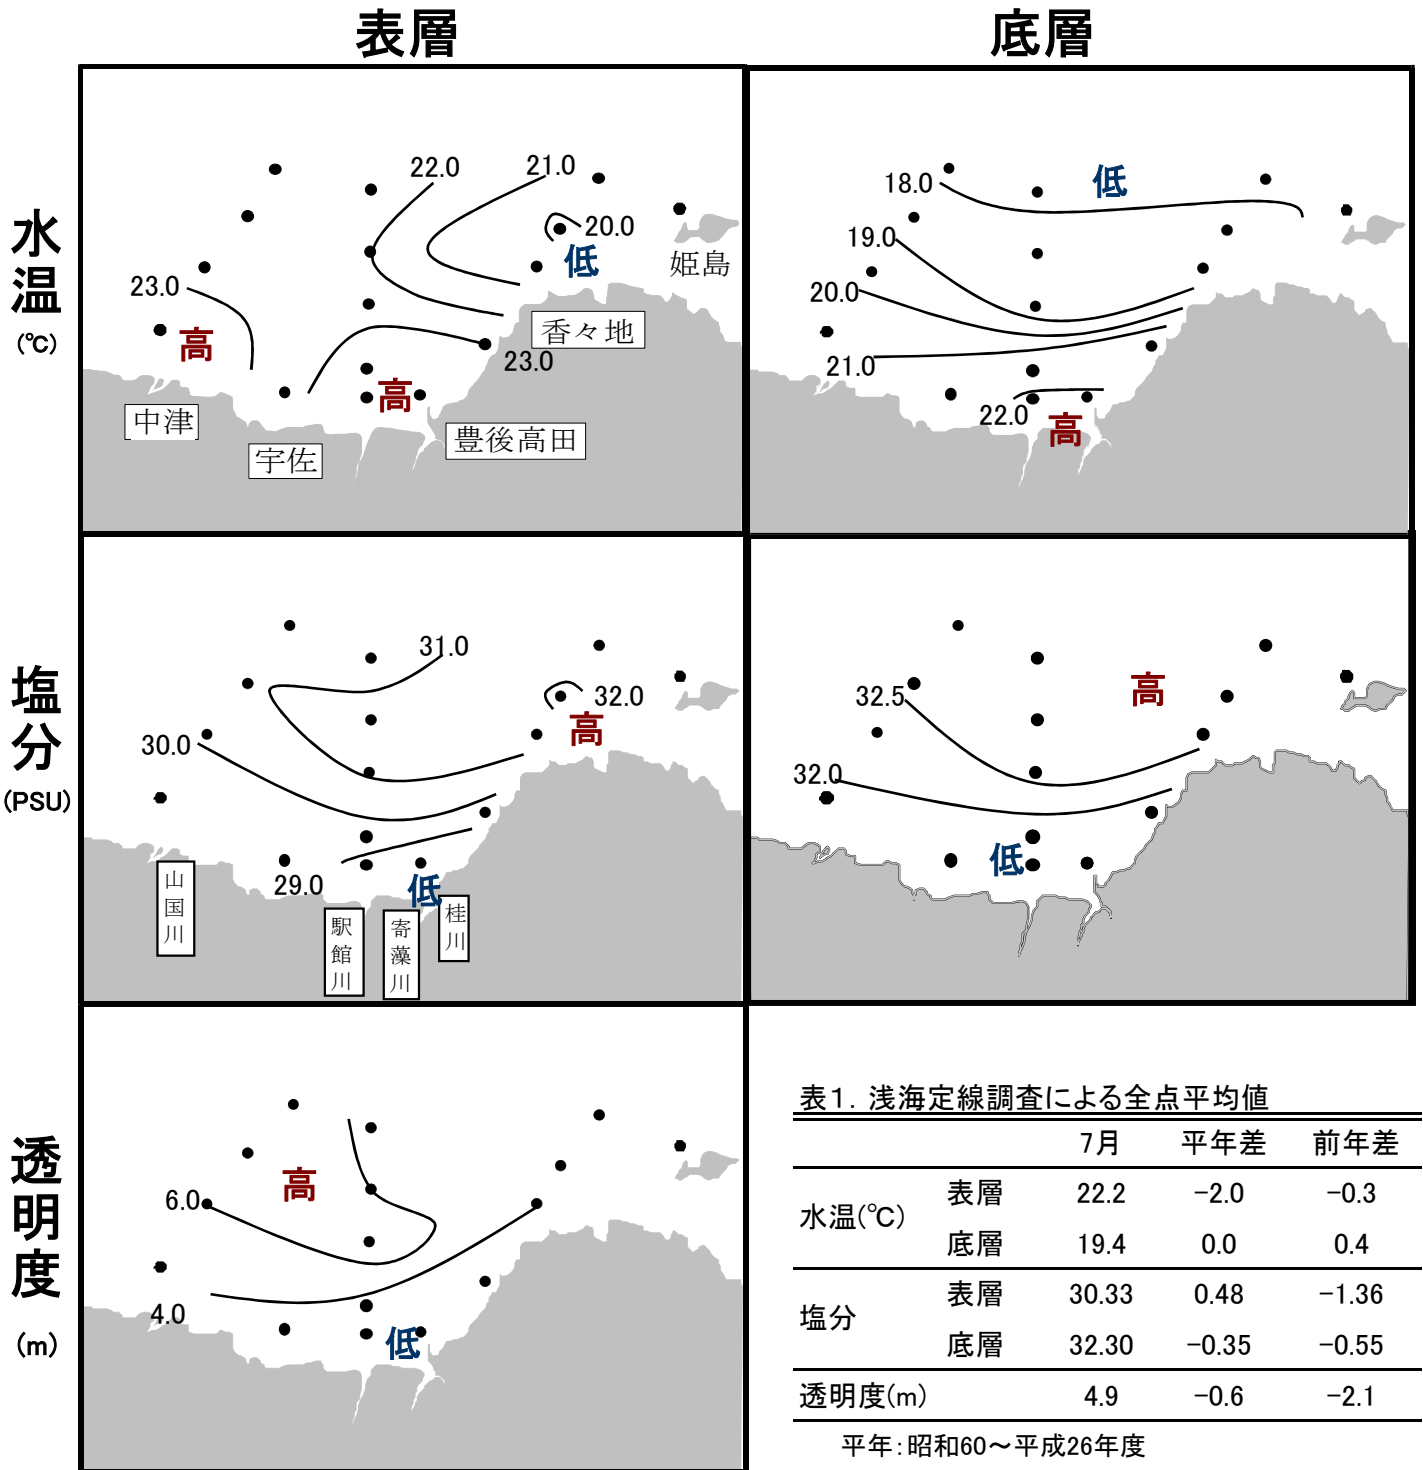 表層
底層
水温
(℃)
22.0
21.0
20.0
低
姫島
23.0
高
香々地
23.0
高
中津
宇佐
豊後高田
18.0
低
19.0
20.0
21.0
22.0
高
塩分
(PSU)
31.0
32.0
高
30.0
29.0
低
山国川
駅館川
寄藻川
桂川
32.5
高
32.0
低
透明度
(m)
高
6.0
4.0
低
表1. 浅海定線調査による全点平均値
7月 平年差 前年差
水温(℃) 表層 22.2 -2.0 -0.3
底層 19.4 0.0 0.4
塩分 表層 30.33 0.48 -1.36
底層 32.30 -0.35 -0.55
透明度(m) 4.9 -0.6 -2.1
平年:昭和60～平成26年度